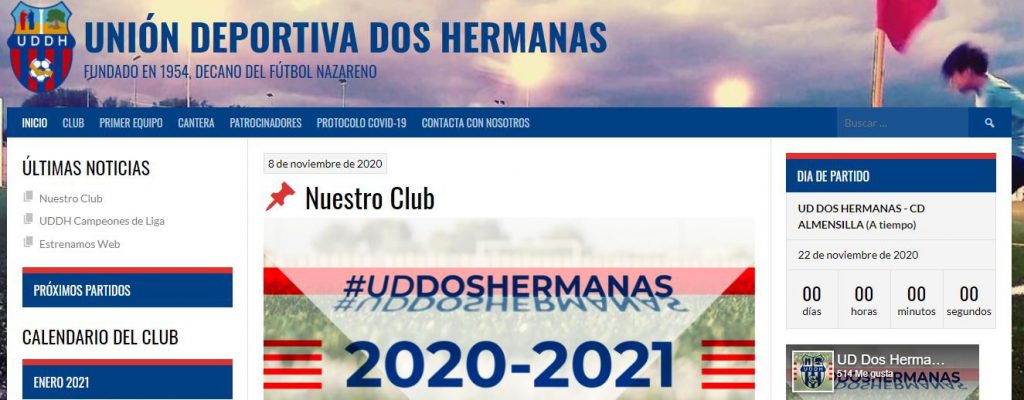 UDDH
UNIÓN DEPORTIVA DOS HERMANAS
FUNDADO EN 1954, DECANO DEL FÚTBOL NAZARENO
INICIO CLUB PRIMER EQUIPO CANTERA PATROCINADORES PROTOCOLO COVID-19 CONTACTA CON NOSOTROS
Buscar ...
ÚLTIMAS NOTICIAS
Nuestro Club
UDDH Campeones de Liga
Estrenamos Web
PRÓXIMOS PARTIDOS
CALENDARIO DEL CLUB
ENERO 2021
8 de noviembre de 2020
Nuestro Club
#UDDOSHERMANAS
#UDDOSHERMANAS
2020-2021
DIA DE PARTIDO
UD DOS HERMANAS - CD
ALMENSILLA (A tiempo)
22 de noviembre de 2020
00 00 00 00
días horas minutos segundos
UD Dos Herma...
514 Me gusta
DOSHERMANAS